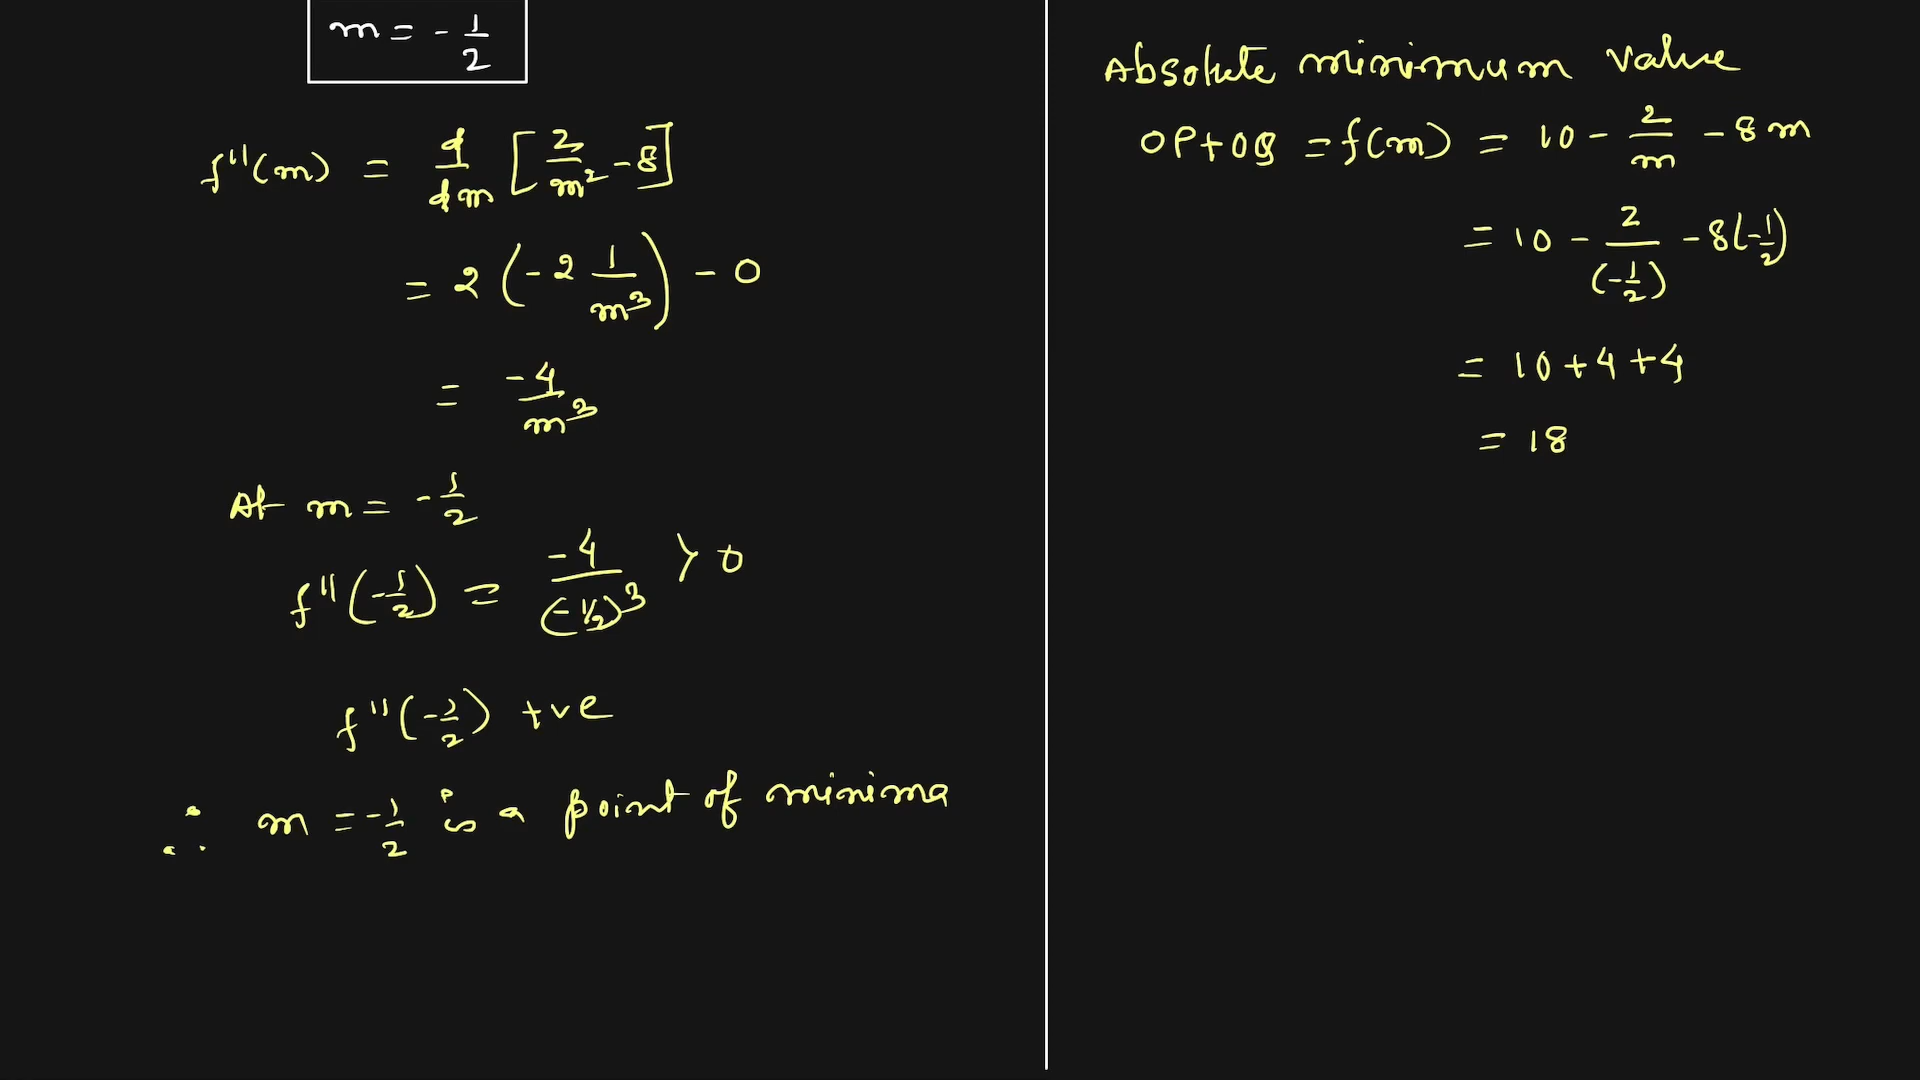 m = - 1/2
f''(m) = d/dm [2/m² - 8]
= 2 (-2 1/m³) - 0
= -4/m³
At m = - 1/2
f''(-1/2) = -4/(-1/2)³ > 0
f''(-1/2) +ve
∴ m = -1/2 is a point of minima
Absolute minimum value
OP+OQ = f(m) = 10 - 2/m - 8m
= 10 - 2/(-1/2) - 8(-1/2)
= 10+4+4
= 18